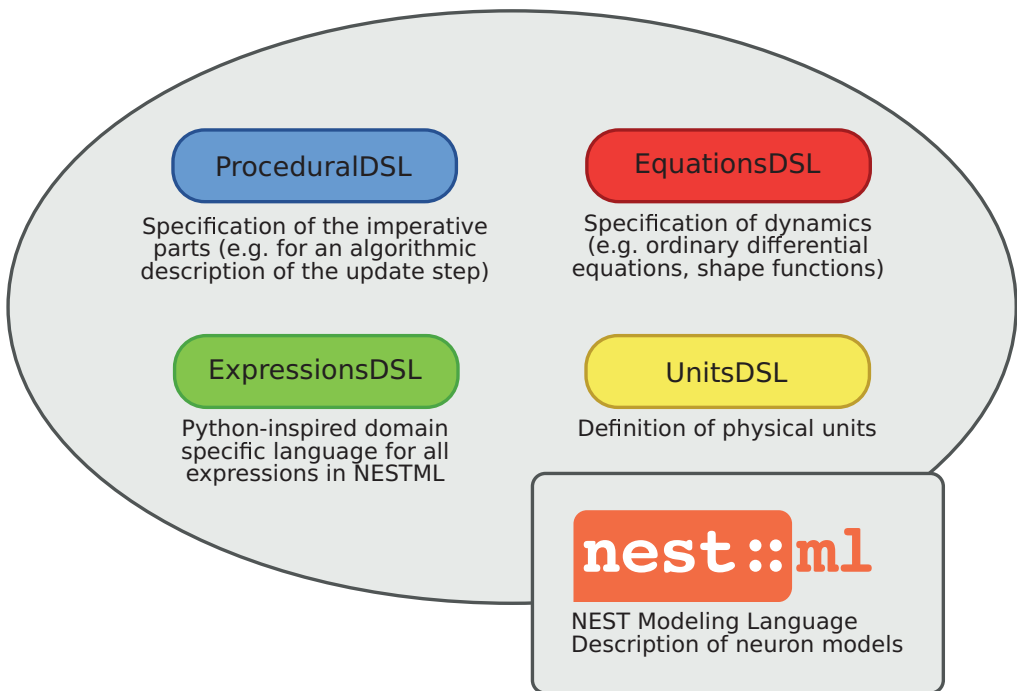 ProceduralDSL
Specification of the imperative
parts (e.g. for an algorithmic
description of the update step)
EquationsDSL
Specification of dynamics
(e.g. ordinary differential
equations, shape functions)
ExpressionsDSL
Python-inspired domain
specific language for all
expressions in NESTML
UnitsDSL
Definition of physical units
nest::ml
NEST Modeling Language
Description of neuron models